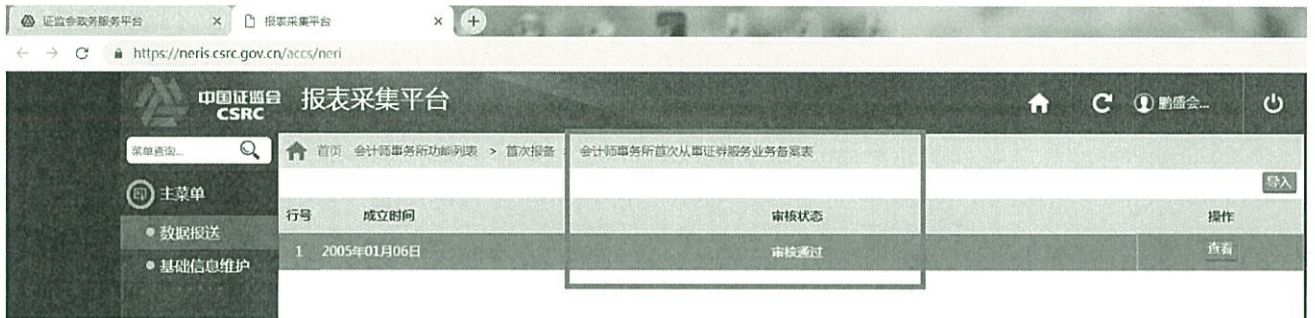 证监会政务服务平台 × 报表采集平台 × +
https://neris.csrc.gov.cn/accs/neri
中国证监会 CSRC 报表采集平台 鹏盛会...
菜单查询... 首页 会计师事务所功能列表 > 首次报备 会计师事务所首次从事证券服务业务备案表
导入
主菜单
行号 成立时间 审核状态 操作
数据报送
1 2005年01月06日 审核通过 查看
基础信息维护